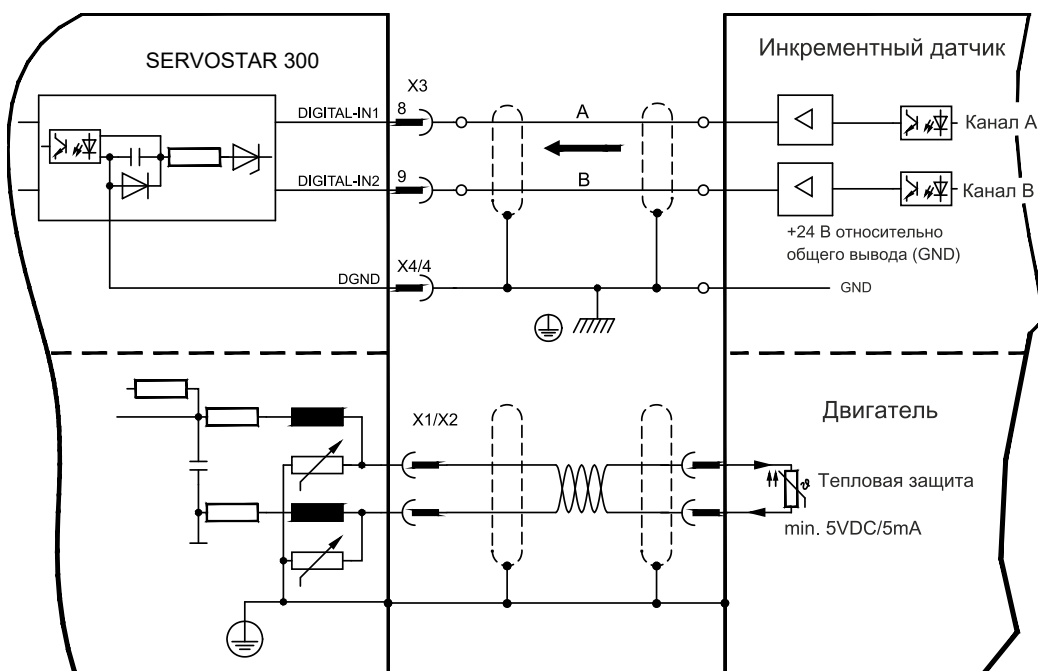 SERVOSTAR 300
Инкрементный датчик
X3
DIGITAL-IN1
8
A
Канал A
DIGITAL-IN2
9
B
Канал B
+24 В относительно
общего вывода (GND)
X4/4
DGND
GND
X1/X2
Двигатель
ϑ
Тепловая защита
min. 5VDC/5mA